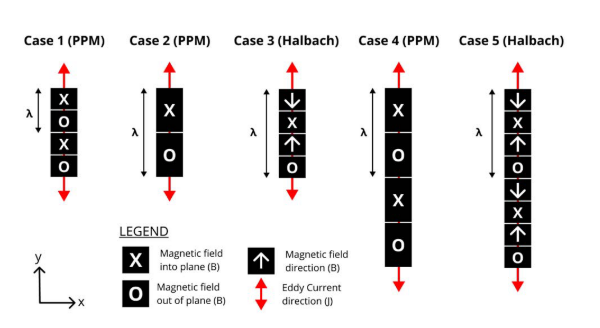 Case 1 (PPM) Case 2 (PPM) Case 3 (Halbach) Case 4 (PPM) Case 5 (Halbach)
λ X O X O
λ X O
λ ↓ X ↑ O
λ X O X O
λ ↓ X ↑ O ↓ X ↑ O
LEGEND
X Magnetic field
into plane (B)
O Magnetic field
out of plane (B)
↑ Magnetic field
direction (B)
Eddy Current
direction (J)
y
x